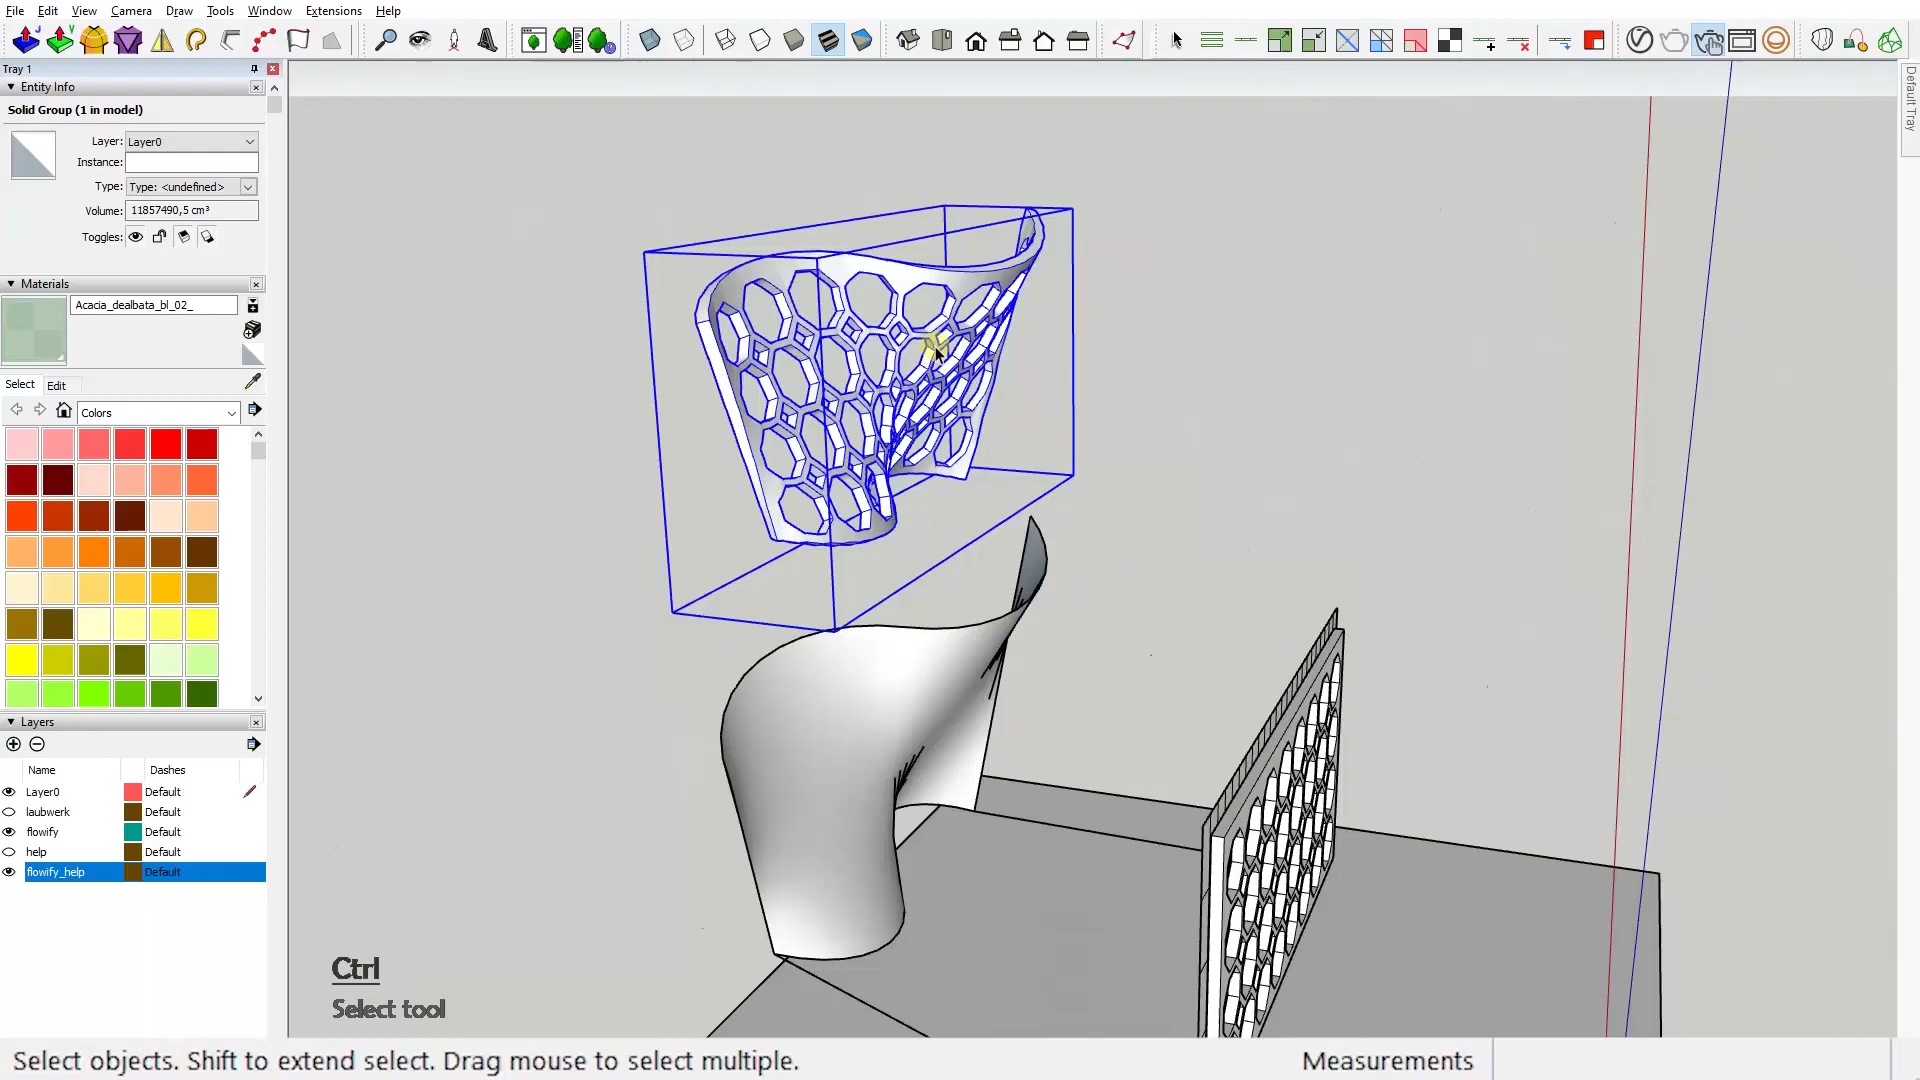 File Edit View Camera Draw Tools Window Extensions Help
Tray 1
Entity Info
Solid Group (1 in model)
Layer: Layer0
Instance:
Type: Type: <undefined>
Volume: 11857490,5 cm³
Toggles:
Materials
Acacia_dealbata_bl_02_
Select Edit
Colors
Layers
Name Dashes
Layer0 Default
laubwerk Default
flowify Default
help Default
flowify_help Default
Default Tray
Ctrl
Select tool
Select objects. Shift to extend select. Drag mouse to select multiple.
Measurements